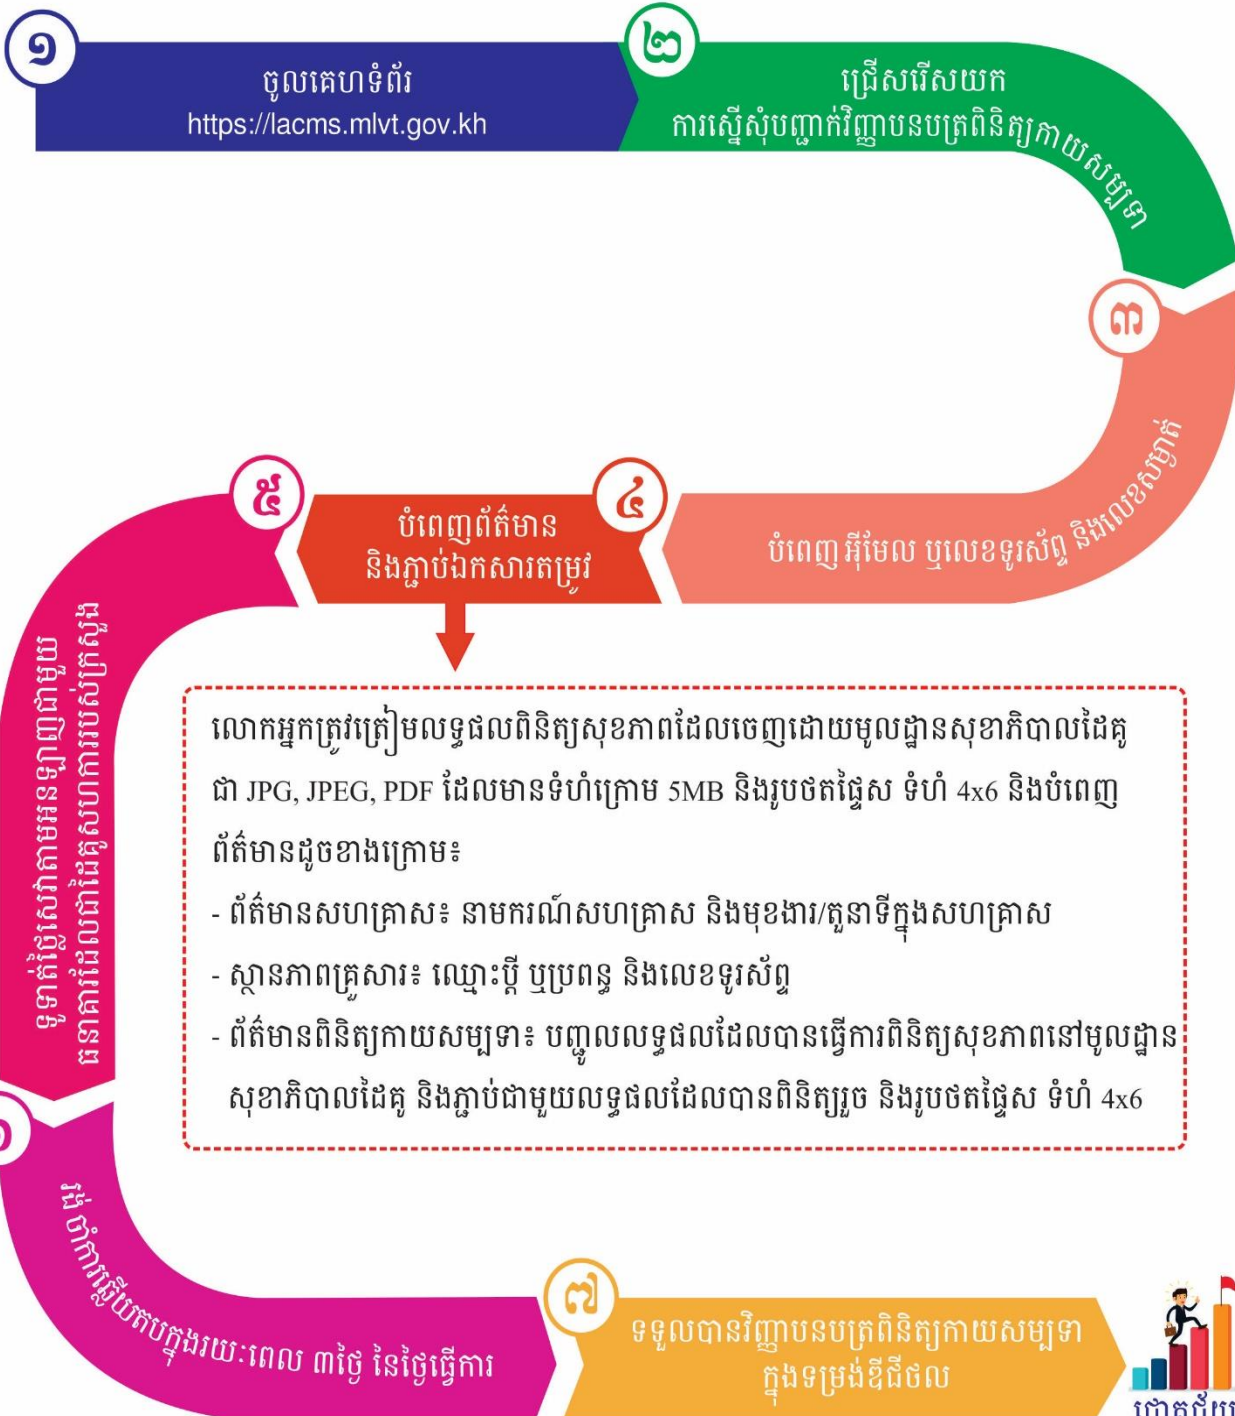 ១
ចូលគេហទំព័រ
https://lacms.mlvt.gov.kh
២
ជ្រើសរើសយក
ការស្នើសុំបញ្ជាក់វិញ្ញាបនបត្រពិនិត្យកាយសម្បទា
៣
បំពេញ អ៊ីមែល ឬលេខទូរស័ព្ទ និងលេខសម្ងាត់
៤
បំពេញព័ត៌មាន
និងភ្ជាប់ឯកសារតម្រូវ
លោកអ្នកត្រូវត្រៀមលទ្ធផលពិនិត្យសុខភាពដែលចេញដោយមូលដ្ឋានសុខាភិបាលដៃគូ
ជា JPG, JPEG, PDF ដែលមានទំហំក្រោម 5MB និងរូបថតផ្ទៃស ទំហំ 4x6 និងបំពេញ
ព័ត៌មានដូចខាងក្រោម៖
- ព័ត៌មានសហគ្រាស៖ នាមករណ៍សហគ្រាស និងមុខងារ/តួនាទីក្នុងសហគ្រាស
- ស្ថានភាពគ្រួសារ៖ ឈ្មោះប្តី ឬប្រពន្ធ និងលេខទូរស័ព្ទ
- ព័ត៌មានពិនិត្យកាយសម្បទា៖ បញ្ចូលលទ្ធផលដែលបានធ្វើការពិនិត្យសុខភាពនៅមូលដ្ឋាន
សុខាភិបាលដៃគូ និងភ្ជាប់ជាមួយលទ្ធផលដែលបានពិនិត្យរួច និងរូបថតផ្ទៃស ទំហំ 4x6
៥
ទូទាត់ថ្លៃសេវាតាមអនឡាញជាមួយ
ធនាគារដែលជាដៃគូសហការរបស់ក្រសួង
រង់ចាំការឆ្លើយតបក្នុងរយៈពេល ៣ថ្ងៃ នៃថ្ងៃធ្វើការ
៧
ទទួលបានវិញ្ញាបនបត្រពិនិត្យកាយសម្បទា
ក្នុងទម្រង់ឌីជីថល